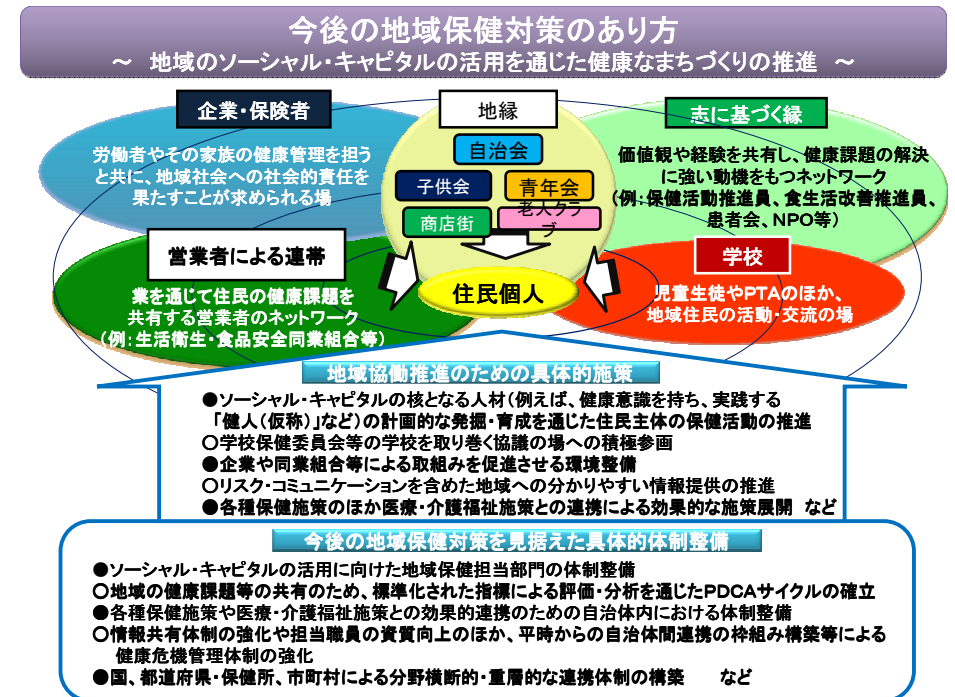 今後の地域保健対策のあり方
～ 地域のソーシャル・キャピタルの活用を通じた健康なまちづくりの推進 ～
企業・保険者
労働者やその家族の健康管理を担う
と共に、地域社会への社会的責任を
果たすことが求められる場
地縁
自治会
子供会
青年会
商店街
老人クラ
ブ
志に基づく縁
価値観や経験を共有し、健康課題の解決
に強い動機をもつネットワーク
（例：保健活動推進員、食生活改善推進員、
患者会、NPO等）
営業者による連帯
業を通じて住民の健康課題を
共有する営業者のネットワーク
（例：生活衛生・食品安全同業組合等）
住民個人
学校
児童生徒やPTAのほか、
地域住民の活動・交流の場
地域協働推進のための具体的施策
●ソーシャル・キャピタルの核となる人材（例えば、健康意識を持ち、実践する
「健人（仮称）」など）の計画的な発掘・育成を通じた住民主体の保健活動の推進
○学校保健委員会等の学校を取り巻く協議の場への積極参画
●企業や同業組合等による取組みを促進させる環境整備
○リスク・コミュニケーションを含めた地域への分かりやすい情報提供の推進
●各種保健施策のほか医療・介護福祉施策との連携による効果的な施策展開 など
今後の地域保健対策を見据えた具体的体制整備
●ソーシャル・キャピタルの活用に向けた地域保健担当部門の体制整備
○地域の健康課題等の共有のため、標準化された指標による評価・分析を通じたPDCAサイクルの確立
●各種保健施策や医療・介護福祉施策との効果的連携のための自治体内における体制整備
○情報共有体制の強化や担当職員の資質向上のほか、平時からの自治体間連携の枠組み構築等による
健康危機管理体制の強化
●国、都道府県・保健所、市町村による分野横断的・重層的な連携体制の構築 など